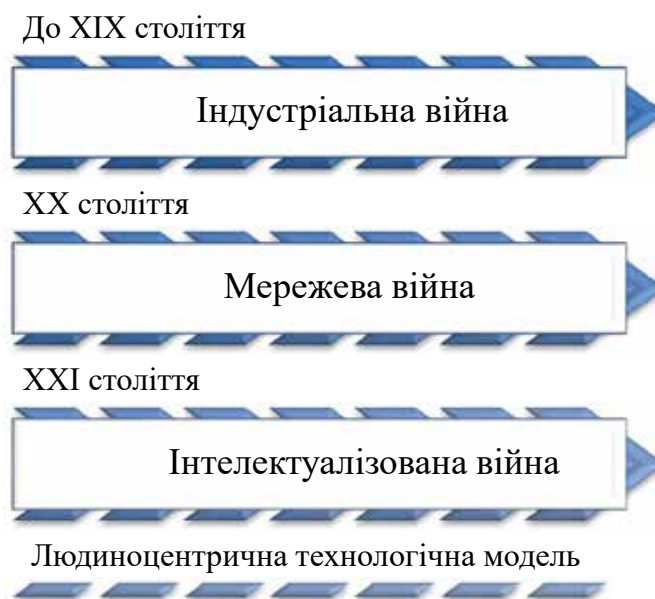 До XIX століття
Індустріальна війна
XX століття
Мережева війна
XXI століття
Інтелектуалізована війна
Людиноцентрична технологічна модель